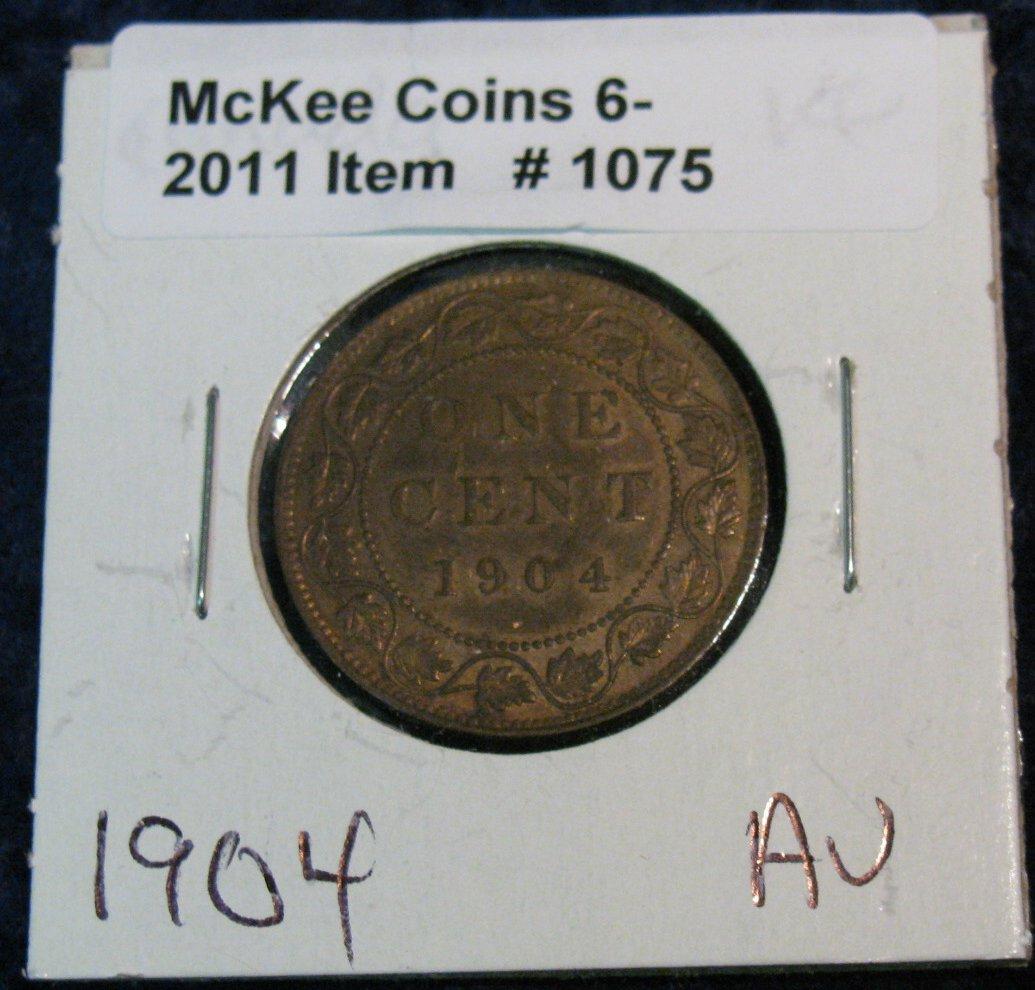 McKee Coins 6-
2011 Item # 1075
ONE
CENT
1904
1904 AU